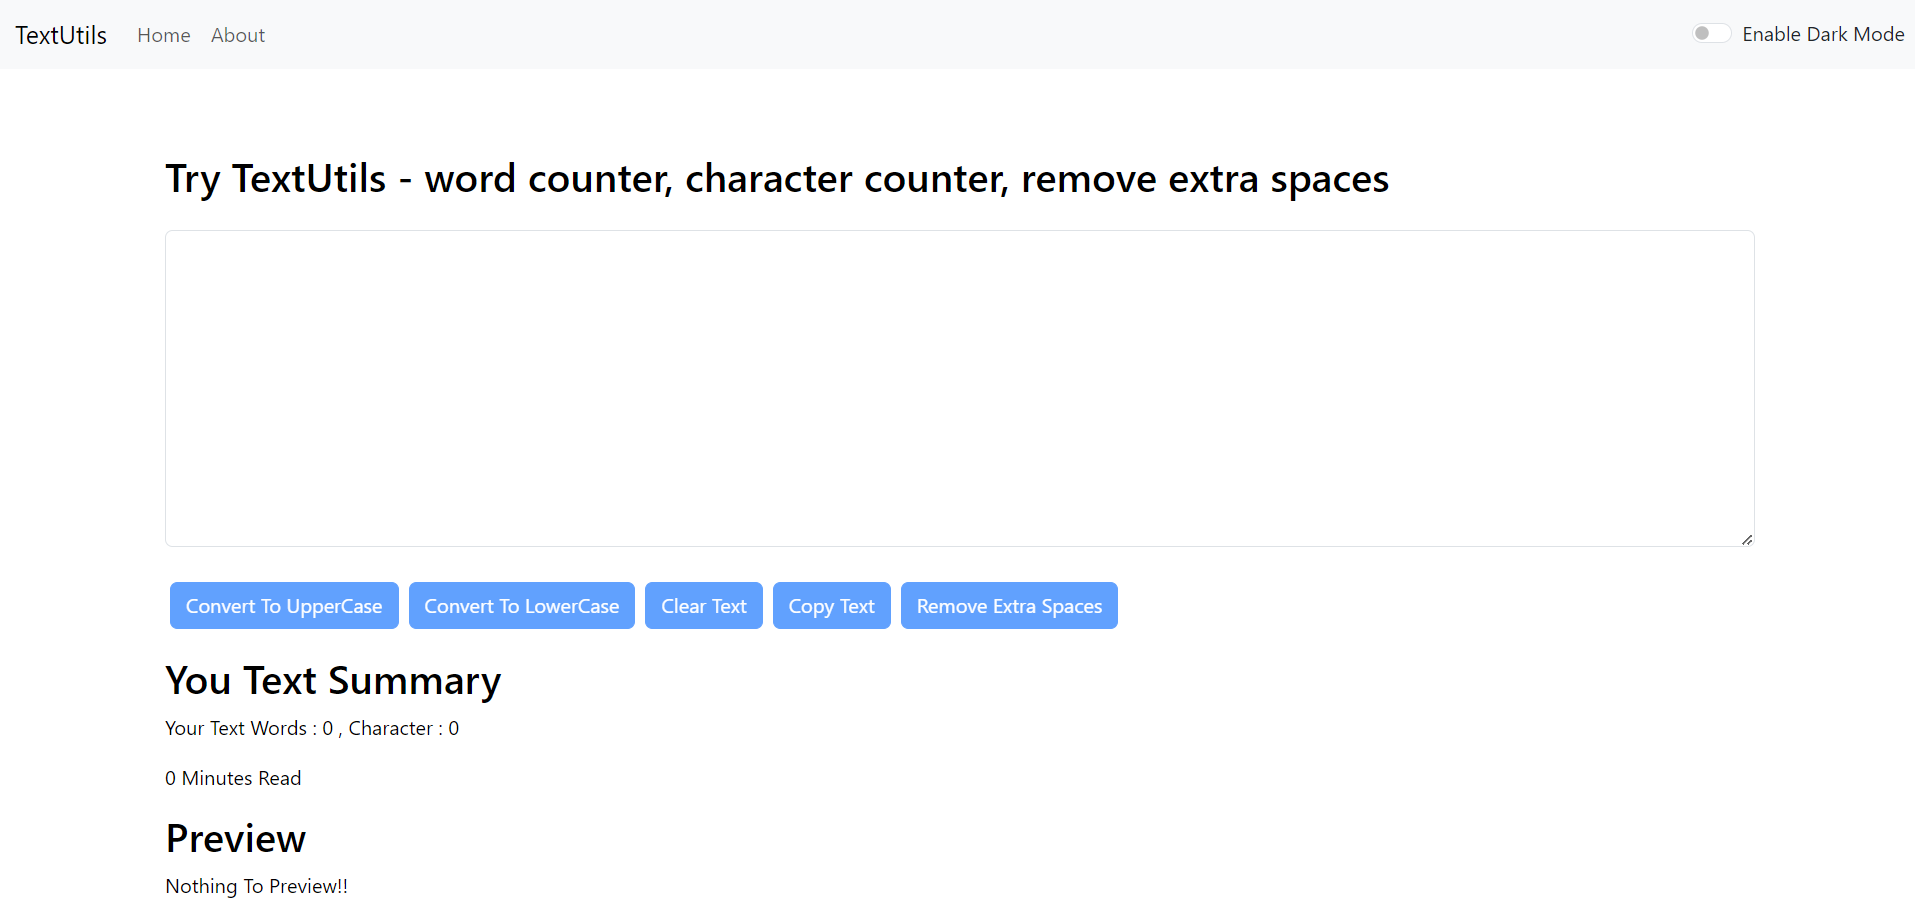 TextUtils Home About Enable Dark Mode
Try TextUtils - word counter, character counter, remove extra spaces
Convert To UpperCase Convert To LowerCase Clear Text Copy Text Remove Extra Spaces
You Text Summary
Your Text Words : 0 , Character : 0
0 Minutes Read
Preview
Nothing To Preview!!